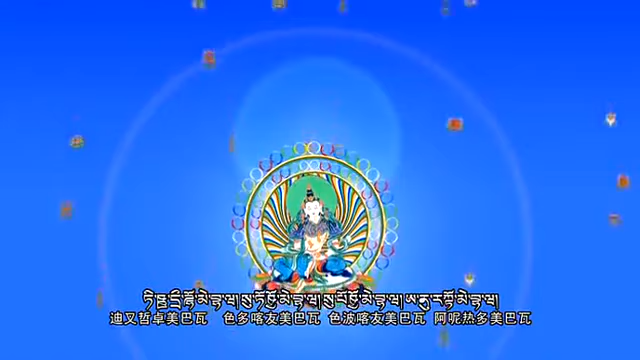 ཏིཥྛ་དྲྀ་ཌྷོ་མེ་བྷ་ཝ། སུ་ཏོ་ཥྱོ་མེ་བྷ་ཝ། སུ་པོ་ཥྱོ་མེ་བྷ་ཝ། ཨ་ནུ་ར་ཀྟོ་མེ་བྷ་ཝ།
迪叉哲卓美巴瓦 色多喀友美巴瓦 色波喀友美巴瓦 阿呢热多美巴瓦